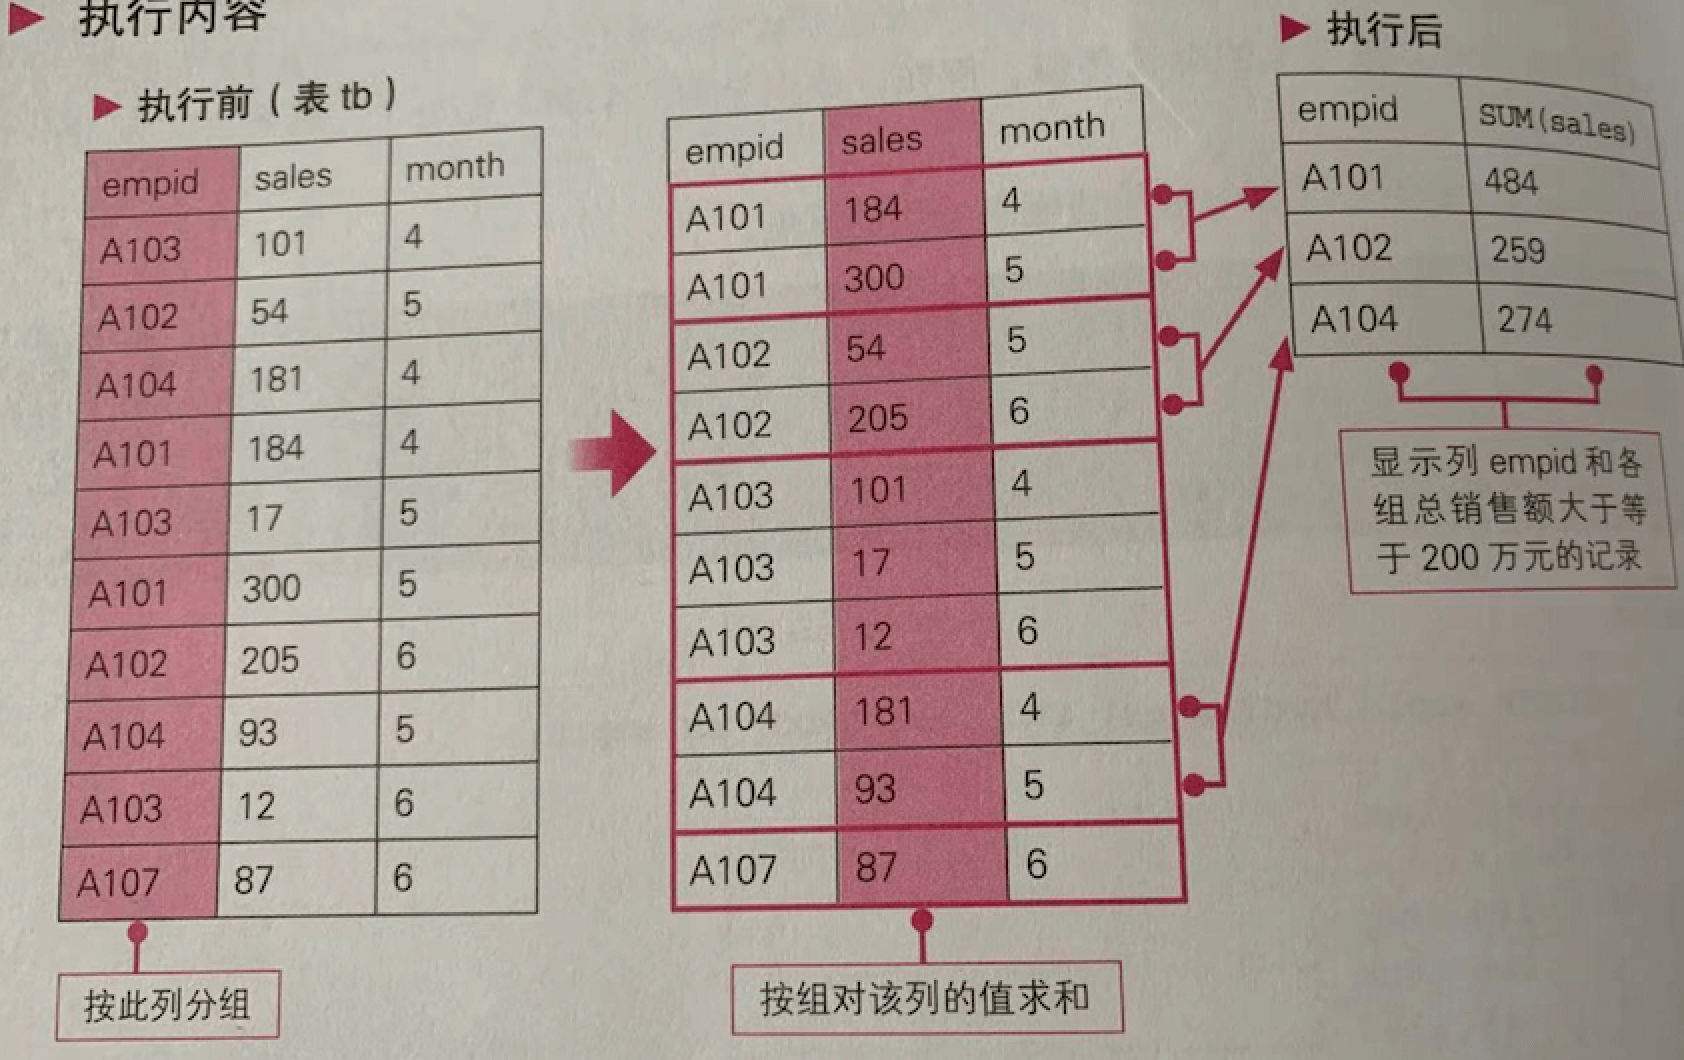 执行内容
执行前（表 tb）
empid sales month
A103 101 4
A102 54 5
A104 181 4
A101 184 4
A103 17 5
A101 300 5
A102 205 6
A104 93 5
A103 12 6
A107 87 6
按此列分组
empid sales month
A101 184 4
A101 300 5
A102 54 5
A102 205 6
A103 101 4
A103 17 5
A103 12 6
A104 181 4
A104 93 5
A107 87 6
按组对该列的值求和
执行后
empid SUM(sales)
A101 484
A102 259
A104 274
显示列 empid 和各
组总销售额大于等
于 200 万元的记录